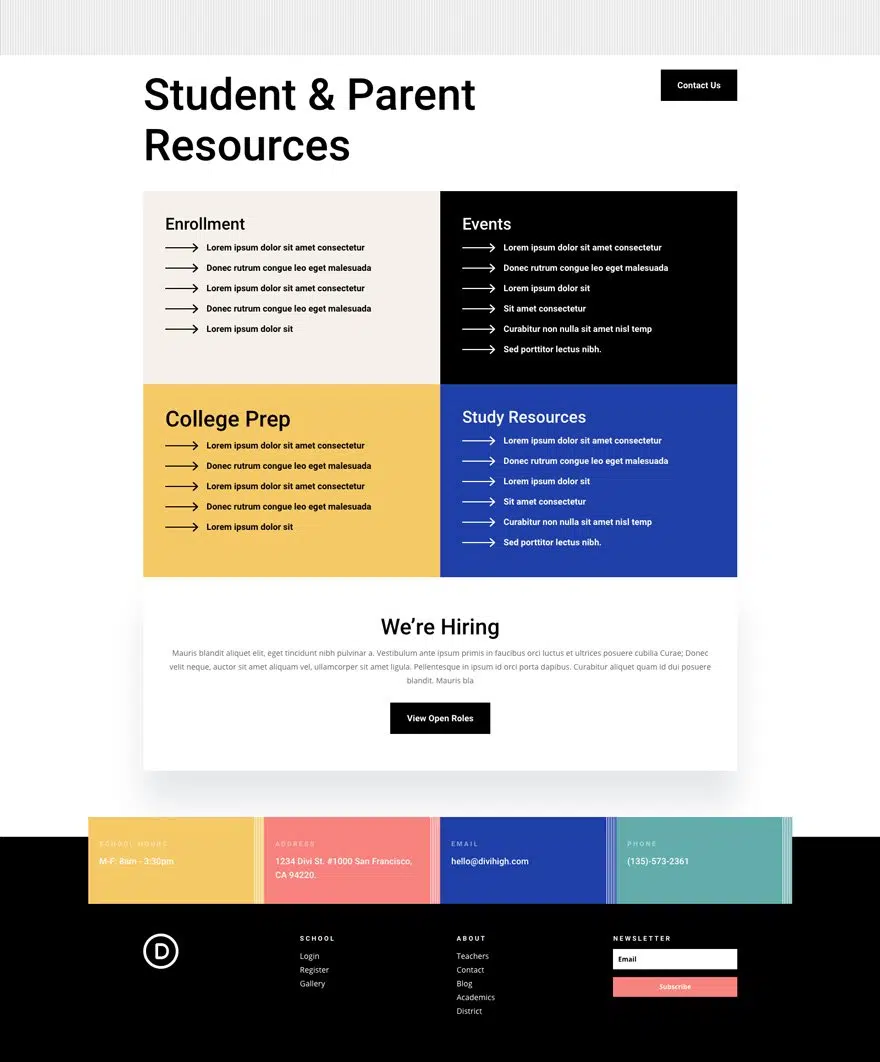 Student & Parent
Resources
Contact Us
Enrollment
Lorem ipsum dolor sit amet consectetur
Donec rutrum congue leo eget malesuada
Lorem ipsum dolor sit amet consectetur
Donec rutrum congue leo eget malesuada
Lorem ipsum dolor sit
Events
Lorem ipsum dolor sit amet consectetur
Donec rutrum congue leo eget malesuada
Lorem ipsum dolor sit
Sit amet consectetur
Curabitur non nulla sit amet nisl temp
Sed porttitor lectus nibh.
College Prep
Lorem ipsum dolor sit amet consectetur
Donec rutrum congue leo eget malesuada
Lorem ipsum dolor sit amet consectetur
Donec rutrum congue leo eget malesuada
Lorem ipsum dolor sit
Study Resources
Lorem ipsum dolor sit amet consectetur
Donec rutrum congue leo eget malesuada
Lorem ipsum dolor sit
Sit amet consectetur
Curabitur non nulla sit amet nisl temp
Sed porttitor lectus nibh.
We’re Hiring
Mauris blandit aliquet elit, eget tincidunt nibh pulvinar a. Vestibulum ante ipsum primis in faucibus orci luctus et ultrices posuere cubilia Curae; Donec
velit neque, auctor sit amet aliquam vel, ullamcorper sit amet ligula. Pellentesque in ipsum id orci porta dapibus. Curabitur aliquet quam id dui posuere
blandit. Mauris bla
View Open Roles
SCHOOL HOURS
M-F: 8am - 3:30pm
ADDRESS
1234 Divi St. #1000 San Francisco,
CA 94220.
EMAIL
hello@divihigh.com
PHONE
(135)-573-2361
D
SCHOOL
Login
Register
Gallery
ABOUT
Teachers
Contact
Blog
Academics
District
NEWSLETTER
Email
Subscribe